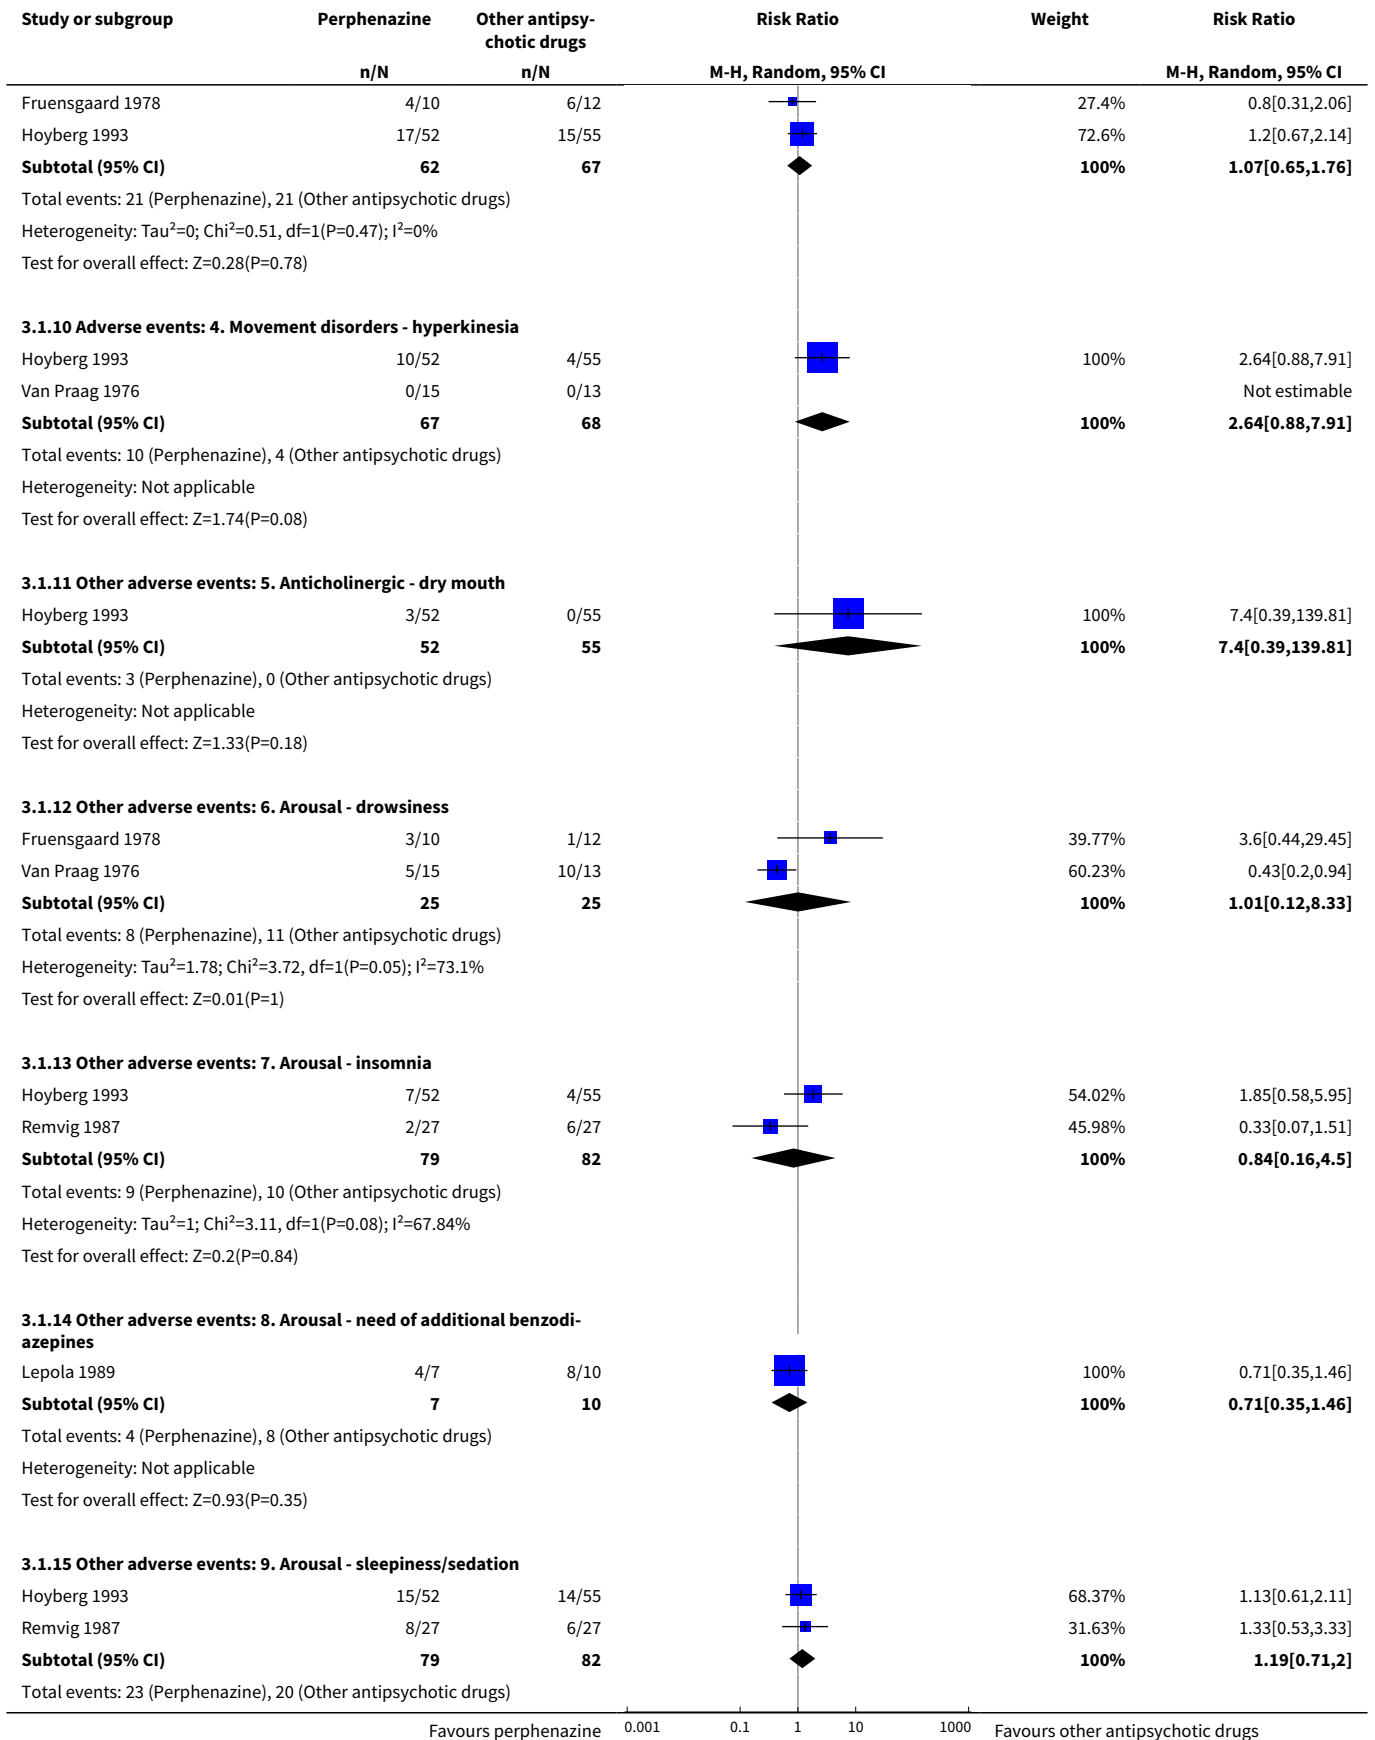 Study or subgroup Perphenazine Other antipsy- Risk Ratio Weight Risk Ratio
chotic drugs
n/N n/N M-H, Random, 95% CI M-H, Random, 95% CI
Fruensgaard 1978 4/10 6/12 27.4% 0.8[0.31,2.06]
Hoyberg 1993 17/52 15/55 72.6% 1.2[0.67,2.14]
Subtotal (95% CI) 62 67 100% 1.07[0.65,1.76]
Total events: 21 (Perphenazine), 21 (Other antipsychotic drugs)
Heterogeneity: Tau²=0; Chi²=0.51, df=1(P=0.47); I²=0%
Test for overall effect: Z=0.28(P=0.78)
3.1.10 Adverse events: 4. Movement disorders - hyperkinesia
Hoyberg 1993 10/52 4/55 100% 2.64[0.88,7.91]
Van Praag 1976 0/15 0/13 Not estimable
Subtotal (95% CI) 67 68 100% 2.64[0.88,7.91]
Total events: 10 (Perphenazine), 4 (Other antipsychotic drugs)
Heterogeneity: Not applicable
Test for overall effect: Z=1.74(P=0.08)
3.1.11 Other adverse events: 5. Anticholinergic - dry mouth
Hoyberg 1993 3/52 0/55 100% 7.4[0.39,139.81]
Subtotal (95% CI) 52 55 100% 7.4[0.39,139.81]
Total events: 3 (Perphenazine), 0 (Other antipsychotic drugs)
Heterogeneity: Not applicable
Test for overall effect: Z=1.33(P=0.18)
3.1.12 Other adverse events: 6. Arousal - drowsiness
Fruensgaard 1978 3/10 1/12 39.77% 3.6[0.44,29.45]
Van Praag 1976 5/15 10/13 60.23% 0.43[0.2,0.94]
Subtotal (95% CI) 25 25 100% 1.01[0.12,8.33]
Total events: 8 (Perphenazine), 11 (Other antipsychotic drugs)
Heterogeneity: Tau²=1.78; Chi²=3.72, df=1(P=0.05); I²=73.1%
Test for overall effect: Z=0.01(P=1)
3.1.13 Other adverse events: 7. Arousal - insomnia
Hoyberg 1993 7/52 4/55 54.02% 1.85[0.58,5.95]
Remvig 1987 2/27 6/27 45.98% 0.33[0.07,1.51]
Subtotal (95% CI) 79 82 100% 0.84[0.16,4.5]
Total events: 9 (Perphenazine), 10 (Other antipsychotic drugs)
Heterogeneity: Tau²=1; Chi²=3.11, df=1(P=0.08); I²=67.84%
Test for overall effect: Z=0.2(P=0.84)
3.1.14 Other adverse events: 8. Arousal - need of additional benzodi-
azepines
Lepola 1989 4/7 8/10 100% 0.71[0.35,1.46]
Subtotal (95% CI) 7 10 100% 0.71[0.35,1.46]
Total events: 4 (Perphenazine), 8 (Other antipsychotic drugs)
Heterogeneity: Not applicable
Test for overall effect: Z=0.93(P=0.35)
3.1.15 Other adverse events: 9. Arousal - sleepiness/sedation
Hoyberg 1993 15/52 14/55 68.37% 1.13[0.61,2.11]
Remvig 1987 8/27 6/27 31.63% 1.33[0.53,3.33]
Subtotal (95% CI) 79 82 100% 1.19[0.71,2]
Total events: 23 (Perphenazine), 20 (Other antipsychotic drugs)
Favours perphenazine 0.001 0.1 1 10 1000 Favours other antipsychotic drugs